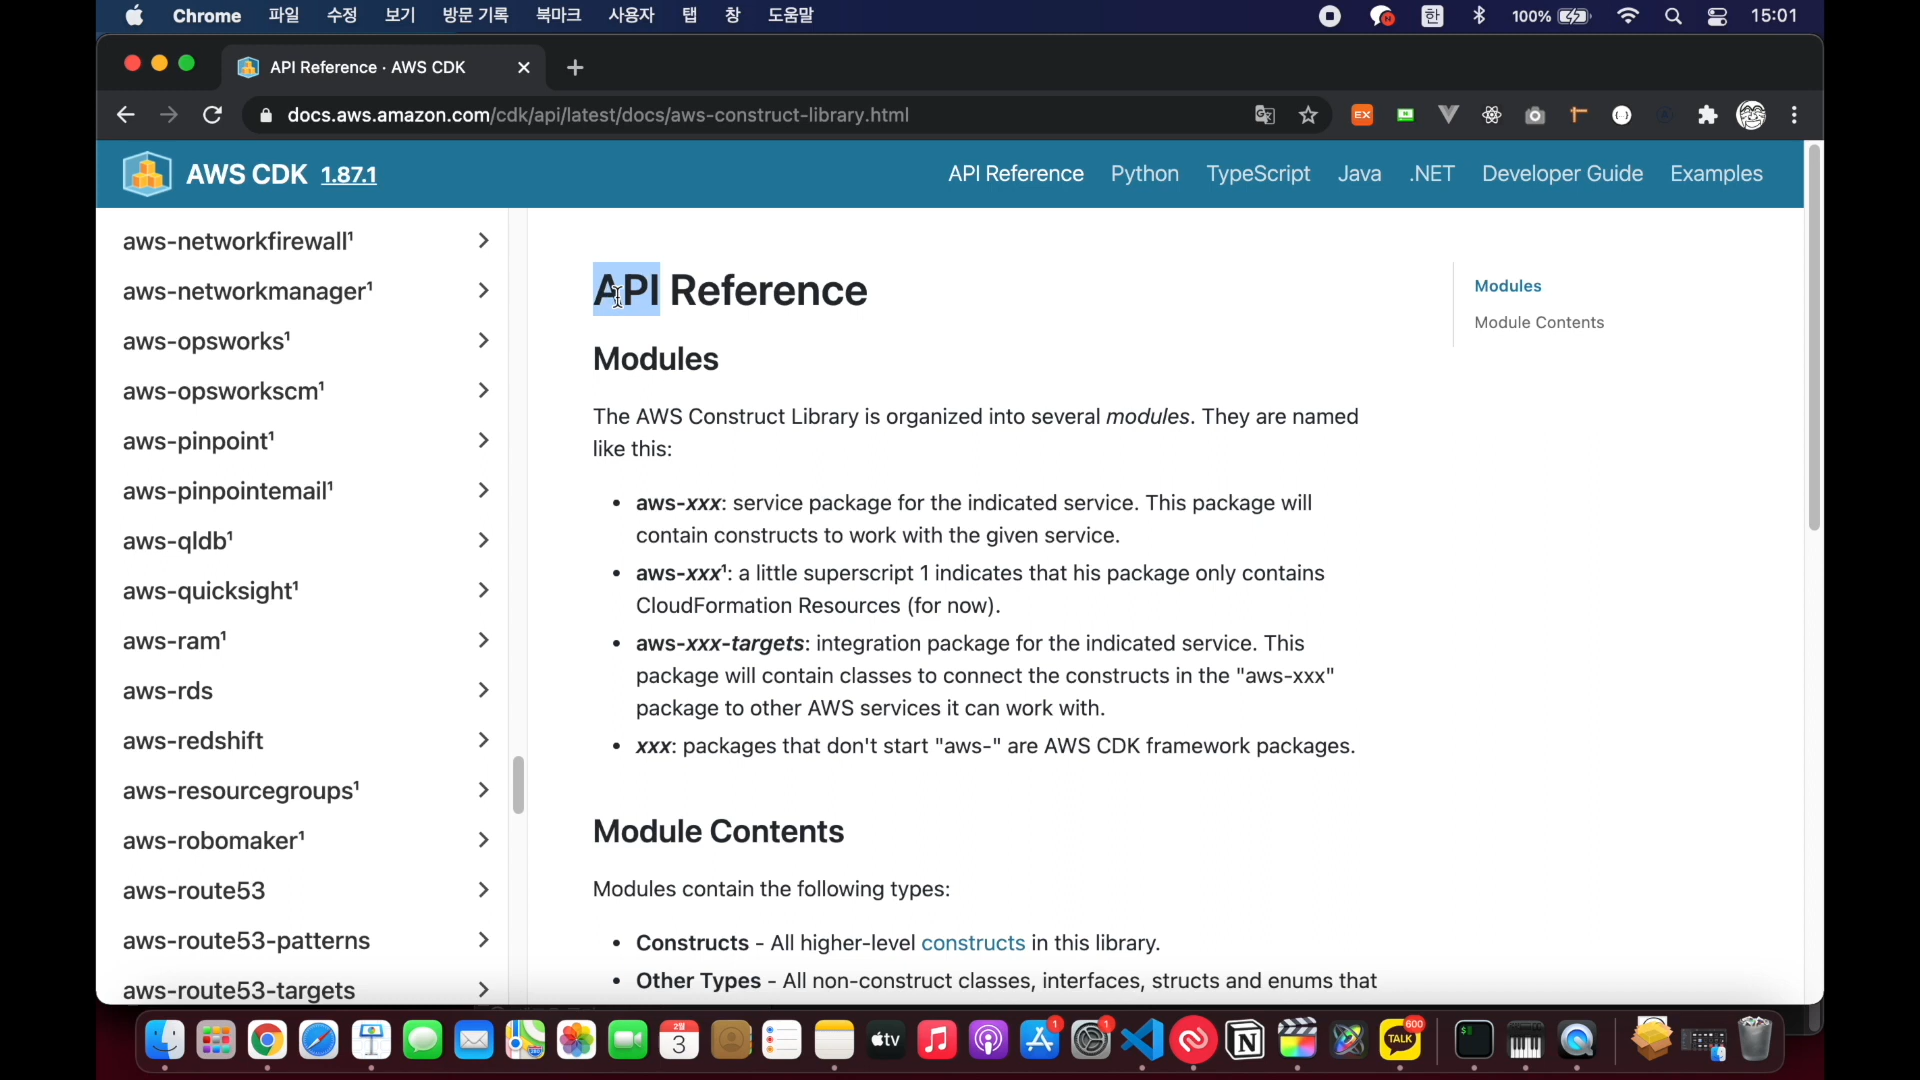 Chrome 파일 수정 보기 방문 기록 북마크 사용자 탭 창 도움말 한 100% 15:01
API Reference · AWS CDK
docs.aws.amazon.com/cdk/api/latest/docs/aws-construct-library.html
EX
AWS CDK 1.87.1
API Reference Python TypeScript Java .NET Developer Guide Examples
aws-networkfirewall¹
aws-networkmanager¹
aws-opsworks¹
aws-opsworkscm¹
aws-pinpoint¹
aws-pinpointemail¹
aws-qldb¹
aws-quicksight¹
aws-ram¹
aws-rds
aws-redshift
aws-resourcegroups¹
aws-robomaker¹
aws-route53
aws-route53-patterns
aws-route53-targets
API Reference
Modules
The AWS Construct Library is organized into several modules. They are named
like this:
• aws-xxx: service package for the indicated service. This package will
contain constructs to work with the given service.
• aws-xxx¹: a little superscript 1 indicates that his package only contains
CloudFormation Resources (for now).
• aws-xxx-targets: integration package for the indicated service. This
package will contain classes to connect the constructs in the "aws-xxx"
package to other AWS services it can work with.
• xxx: packages that don't start "aws-" are AWS CDK framework packages.
Module Contents
Modules contain the following types:
• Constructs - All higher-level constructs in this library.
• Other Types - All non-construct classes, interfaces, structs and enums that
Modules
Module Contents
2월
3
tv
1
1
TALK
600